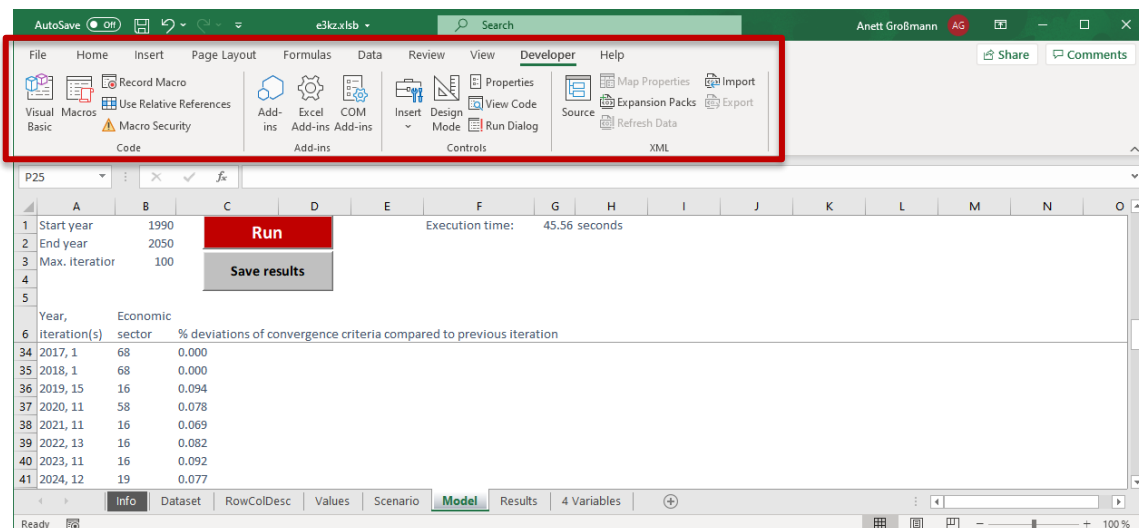 AutoSave Off e3kz.xlsb Search Anett Großmann AG
File Home Insert Page Layout Formulas Data Review View Developer Help Share Comments
Visual Basic
Macros
Record Macro
Use Relative References
Macro Security
Code
Add-ins
Excel Add-ins
COM Add-ins
Add-ins
Insert
Design Mode
Properties
View Code
Run Dialog
Controls
Source
Map Properties
Expansion Packs
Refresh Data
Import
Export
XML
P25 fx
A B C D E F G H I J K L M N O
1 Start year 1990 Run Execution time: 45.56 seconds
2 End year 2050
3 Max. iteration 100 Save results
4
5
Year, Economic
6 iteration(s) sector % deviations of convergence criteria compared to previous iteration
34 2017, 1 68 0.000
35 2018, 1 68 0.000
36 2019, 15 16 0.094
37 2020, 11 58 0.078
38 2021, 11 16 0.069
39 2022, 13 16 0.082
40 2023, 11 16 0.092
41 2024, 12 19 0.077
Info Dataset RowColDesc Values Scenario Model Results 4 Variables
Ready 100 %